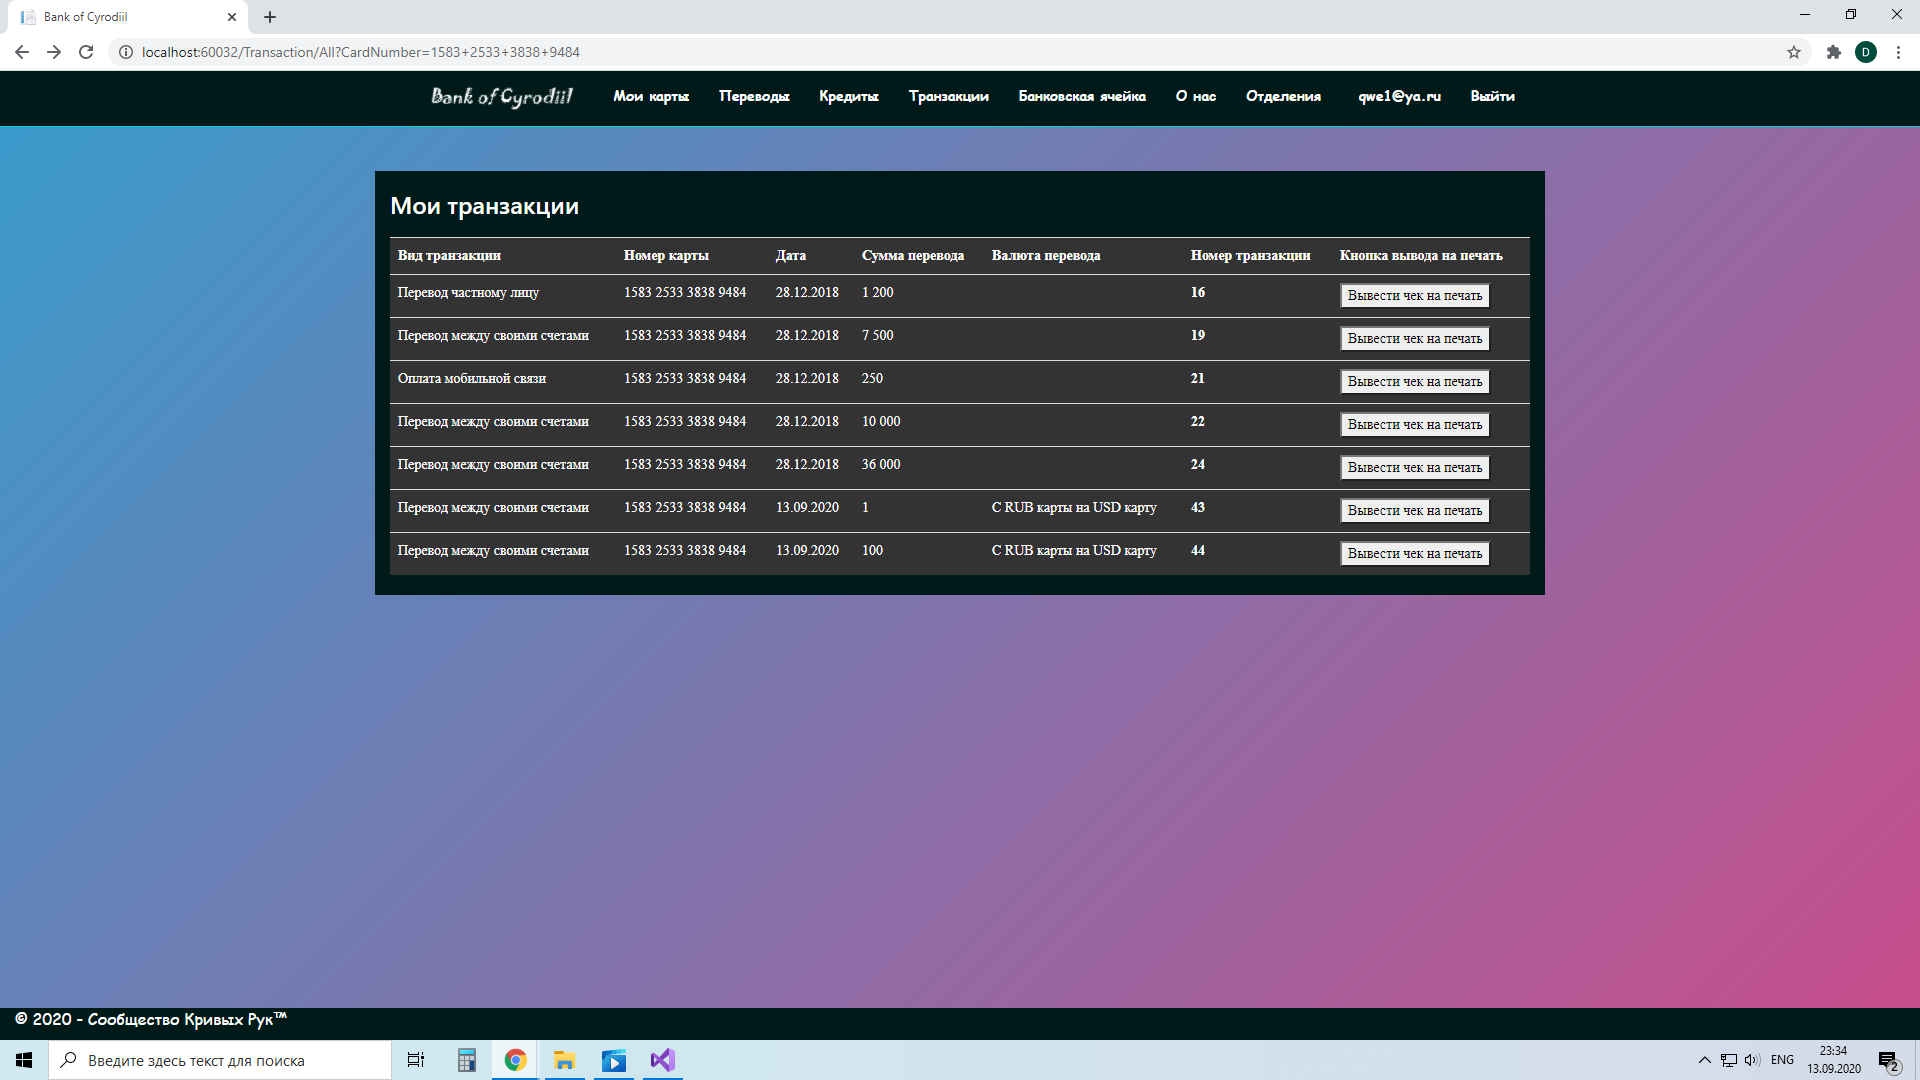 Bank of Cyrodiil
localhost:60032/Transaction/All?CardNumber=1583+2533+3838+9484
D
Bank of Cyrodiil Мои карты Переводы Кредиты Транзакции Банковская ячейка О нас Отделения qwe1@ya.ru Выйти
Мои транзакции
Вид транзакции Номер карты Дата Сумма перевода Валюта перевода Номер транзакции Кнопка вывода на печать
Перевод частному лицу 1583 2533 3838 9484 28.12.2018 1 200 16 Вывести чек на печать
Перевод между своими счетами 1583 2533 3838 9484 28.12.2018 7 500 19 Вывести чек на печать
Оплата мобильной связи 1583 2533 3838 9484 28.12.2018 250 21 Вывести чек на печать
Перевод между своими счетами 1583 2533 3838 9484 28.12.2018 10 000 22 Вывести чек на печать
Перевод между своими счетами 1583 2533 3838 9484 28.12.2018 36 000 24 Вывести чек на печать
Перевод между своими счетами 1583 2533 3838 9484 13.09.2020 1 С RUB карты на USD карту 43 Вывести чек на печать
Перевод между своими счетами 1583 2533 3838 9484 13.09.2020 100 С RUB карты на USD карту 44 Вывести чек на печать
© 2020 - Сообщество Кривых Рук™
Введите здесь текст для поиска
ENG
23:34
13.09.2020
2